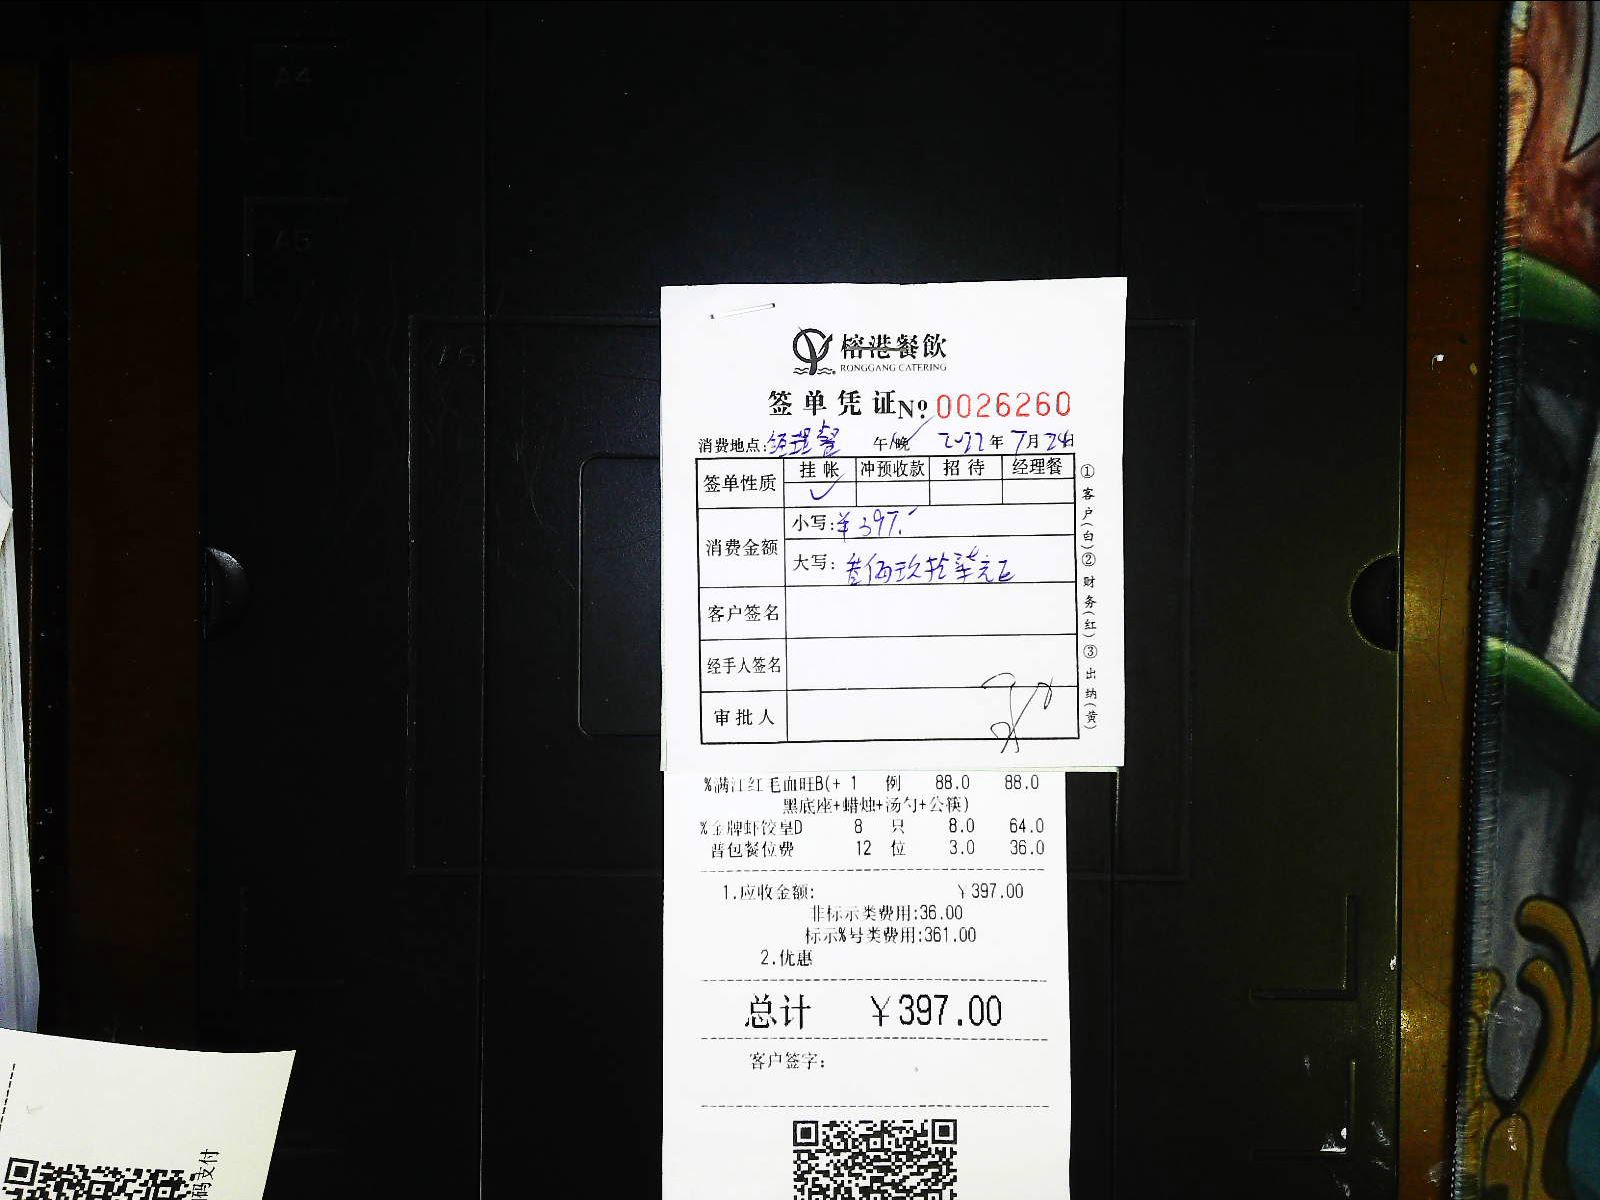 A4
A5
A5
榕港餐飲
RONGGANG CATERING
签单凭证 No 0026260
消费地点: 经理餐 午/晚 2022年7月24日
签单性质 挂帐 冲预收款 招待 经理餐
✓
消费金额 小写: ¥397.-
大写: 叁佰玖拾柒元正
客户签名
经手人签名
审批人
①客户(白)②财务(红)③出纳(黄)
%满江红毛血旺B(+ 1 例 88.0 88.0
黑底座+蜡烛+汤勺+公筷)
%金牌虾饺皇D 8 只 8.0 64.0
普包餐位费 12 位 3.0 36.0
1.应收金额: ¥397.00
非标示类费用:36.00
标示%号类费用:361.00
2.优惠
总计 ¥397.00
客户签字:
码支付